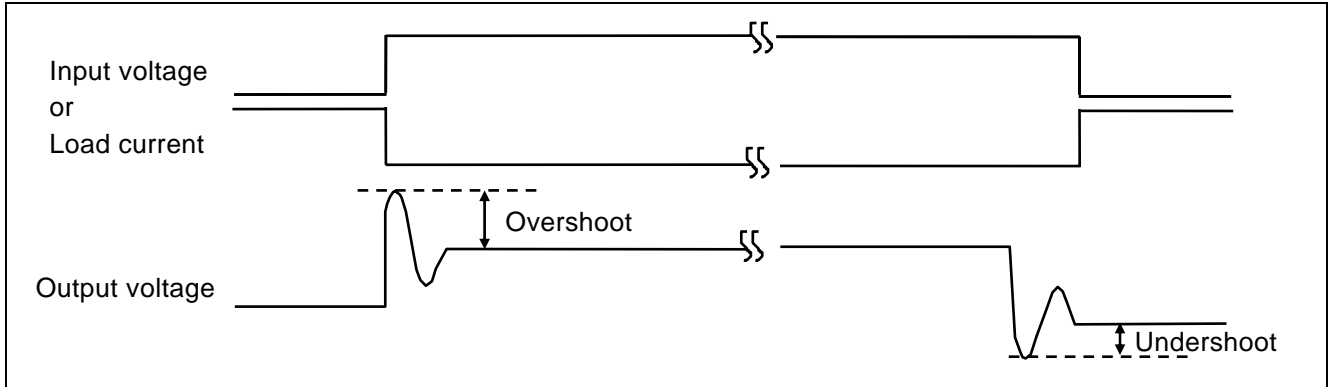 Input voltage
or
Load current
Overshoot
Output voltage
Undershoot